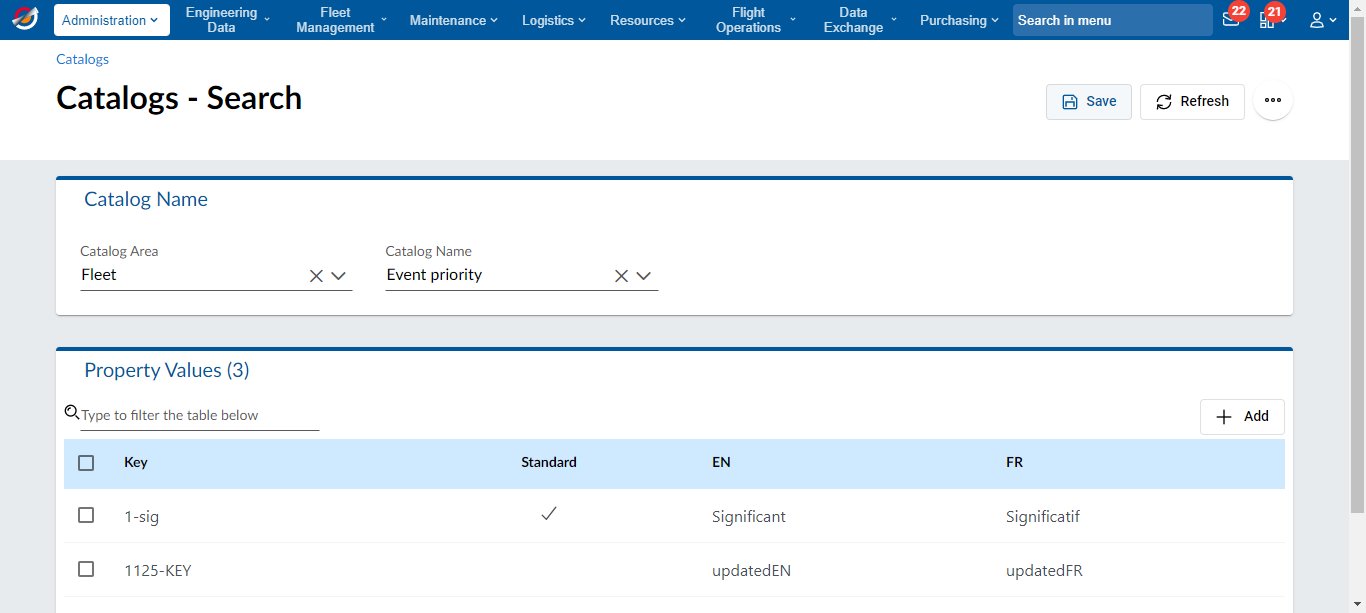 Administration
Engineering Data
Fleet Management
Maintenance
Logistics
Resources
Flight Operations
Data Exchange
Purchasing
Search in menu
22
21
Catalogs
Catalogs - Search
Save
Refresh
Catalog Name
Catalog Area
Catalog Name
Fleet
Event priority
Property Values (3)
Type to filter the table below
Add
Key Standard EN FR
1-sig Significant Significatif
1125-KEY updatedEN updatedFR